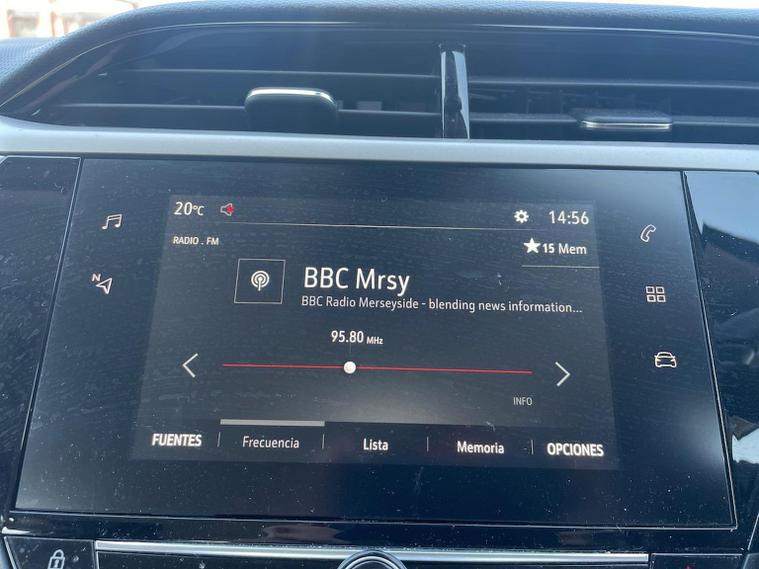 20°C 14:56
RADIO . FM
★15 Mem
BBC Mrsy
BBC Radio Merseyside - blending news information...
95.80 MHz
INFO
N
FUENTES Frecuencia Lista Memoria OPCIONES